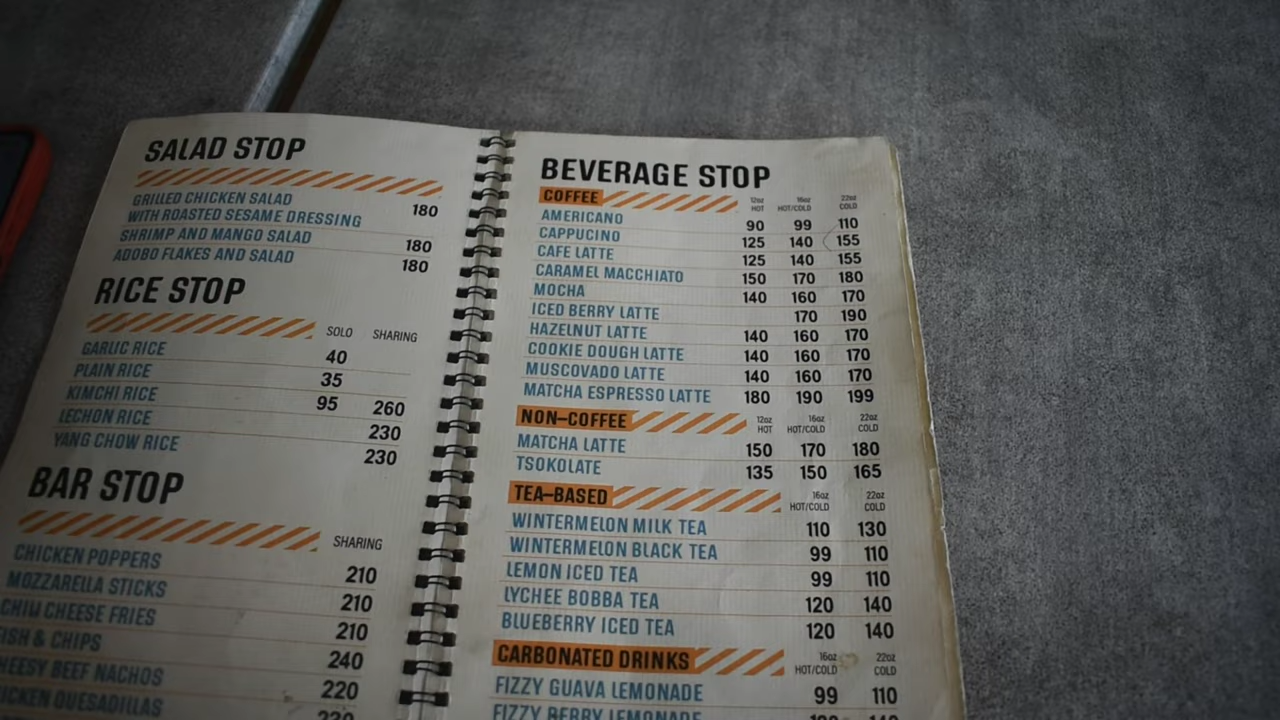 SALAD STOP
GRILLED CHICKEN SALAD
WITH ROASTED SESAME DRESSING 180
SHRIMP AND MANGO SALAD 180
ADOBO FLAKES AND SALAD 180
RICE STOP
SOLO SHARING
GARLIC RICE 40
PLAIN RICE 35
KIMCHI RICE 95 260
LECHON RICE 230
YANG CHOW RICE 230
BAR STOP
SHARING
CHICKEN POPPERS 210
MOZZARELLA STICKS 210
CHILI CHEESE FRIES 210
FISH & CHIPS 240
CHEESY BEEF NACHOS 220
QUESADILLAS
BEVERAGE STOP
COFFEE 12oz HOT 16oz HOT/COLD 22oz COLD
AMERICANO 90 99 110
CAPPUCINO 125 140 155
CAFE LATTE 125 140 155
CARAMEL MACCHIATO 150 170 180
MOCHA 140 160 170
ICED BERRY LATTE 170 190
HAZELNUT LATTE 140 160 170
COOKIE DOUGH LATTE 140 160 170
MUSCOVADO LATTE 140 160 170
MATCHA ESPRESSO LATTE 180 190 199
NON-COFFEE 12oz HOT 16oz HOT/COLD 22oz COLD
MATCHA LATTE 150 170 180
TSOKOLATE 135 150 165
TEA-BASED 16oz HOT/COLD 22oz COLD
WINTERMELON MILK TEA 110 130
WINTERMELON BLACK TEA 99 110
LEMON ICED TEA 99 110
LYCHEE BOBBA TEA 120 140
BLUEBERRY ICED TEA 120 140
CARBONATED DRINKS 16oz HOT/COLD 22oz COLD
FIZZY GUAVA LEMONADE 99 110
FIZZY BERRY LEMONADE